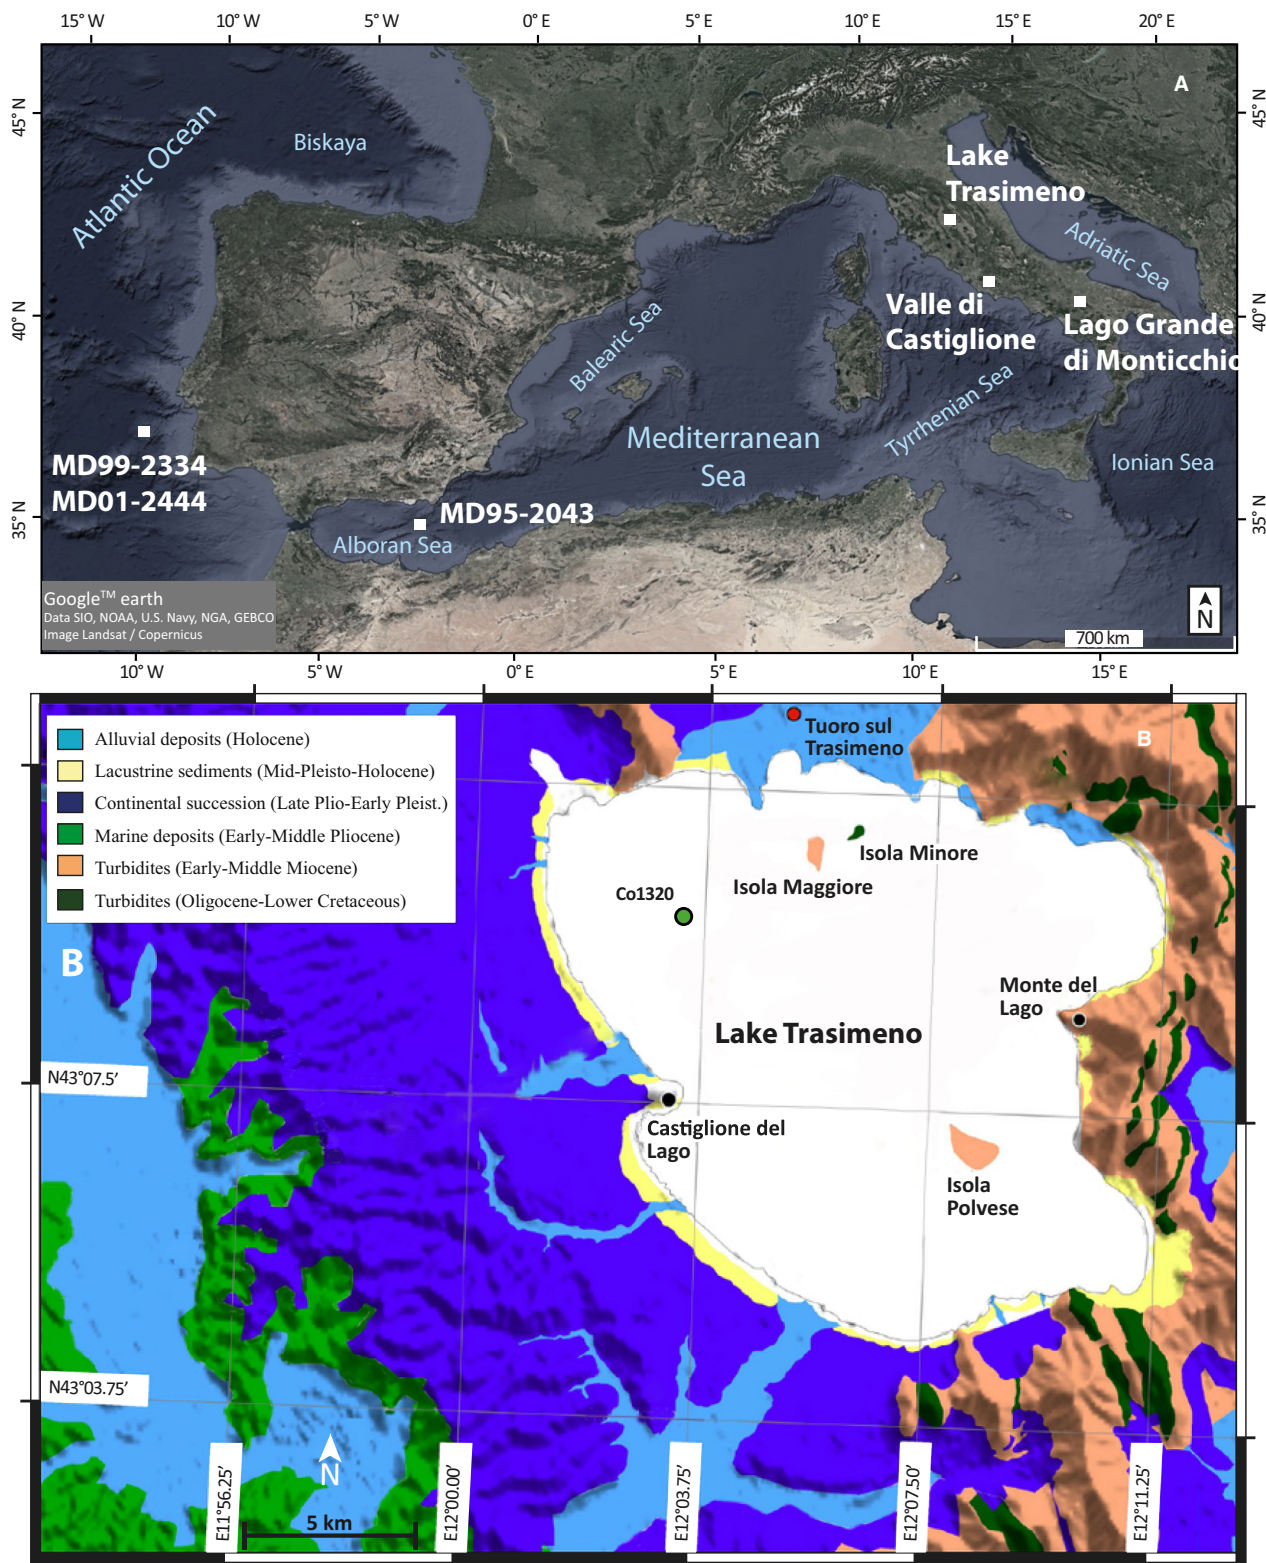 15° W 10° W 5° W 0° E 5° E 10° E 15° E 20° E
A
45° N
45° N
Atlantic Ocean
Biskaya
Lake
Trasimeno
Adriatic Sea
Valle di
Castiglione
Lago Grande
di Monticchio
40° N
40° N
Balearic Sea
Tyrrhenian Sea
Mediterranean
Sea
Ionian Sea
MD99-2334
MD01-2444
MD95-2043
35° N
35° N
Alboran Sea
Google™ earth
Data SIO, NOAA, U.S. Navy, NGA, GEBCO
Image Landsat / Copernicus
N
700 km
10° W 5° W 0° E 5° E 10° E 15° E
Alluvial deposits (Holocene)
Lacustrine sediments (Mid-Pleisto-Holocene)
Continental succession (Late Plio-Early Pleist.)
Marine deposits (Early-Middle Pliocene)
Turbidites (Early-Middle Miocene)
Turbidites (Oligocene-Lower Cretaceous)
Tuoro sul
Trasimeno
B
Isola Minore
Isola Maggiore
Co1320
B
Monte del
Lago
Lake Trasimeno
N43°07.5'
Castiglione del
Lago
Isola
Polvese
N43°03.75'
N
5 km
E11°56.25'
E12°00.00'
E12°03.75'
E12°07.50'
E12°11.25'